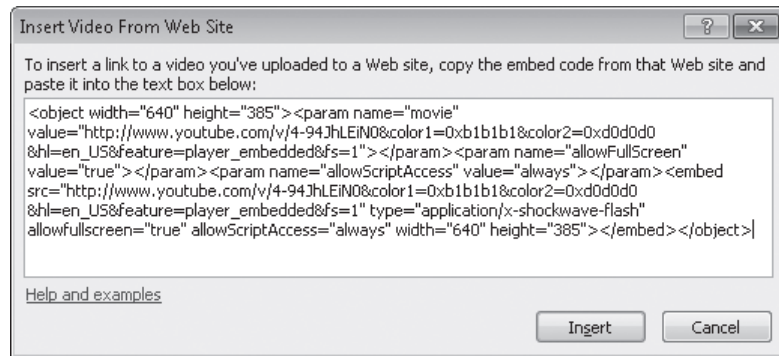 Insert Video From Web Site
To insert a link to a video you've uploaded to a Web site, copy the embed code from that Web site and
paste it into the text box below:
<object width="640" height="385"><param name="movie"
value="http://www.youtube.com/v/4-94JhLEiN0&color1=0xb1b1b1&color2=0xd0d0d0
&hl=en_US&feature=player_embedded&fs=1"></param><param name="allowFullScreen"
value="true"></param><param name="allowScriptAccess" value="always"></param><embed
src="http://www.youtube.com/v/4-94JhLEiN0&color1=0xb1b1b1&color2=0xd0d0d0
&hl=en_US&feature=player_embedded&fs=1" type="application/x-shockwave-flash"
allowfullscreen="true" allowScriptAccess="always" width="640" height="385"></embed></object>
Help and examples
Insert Cancel